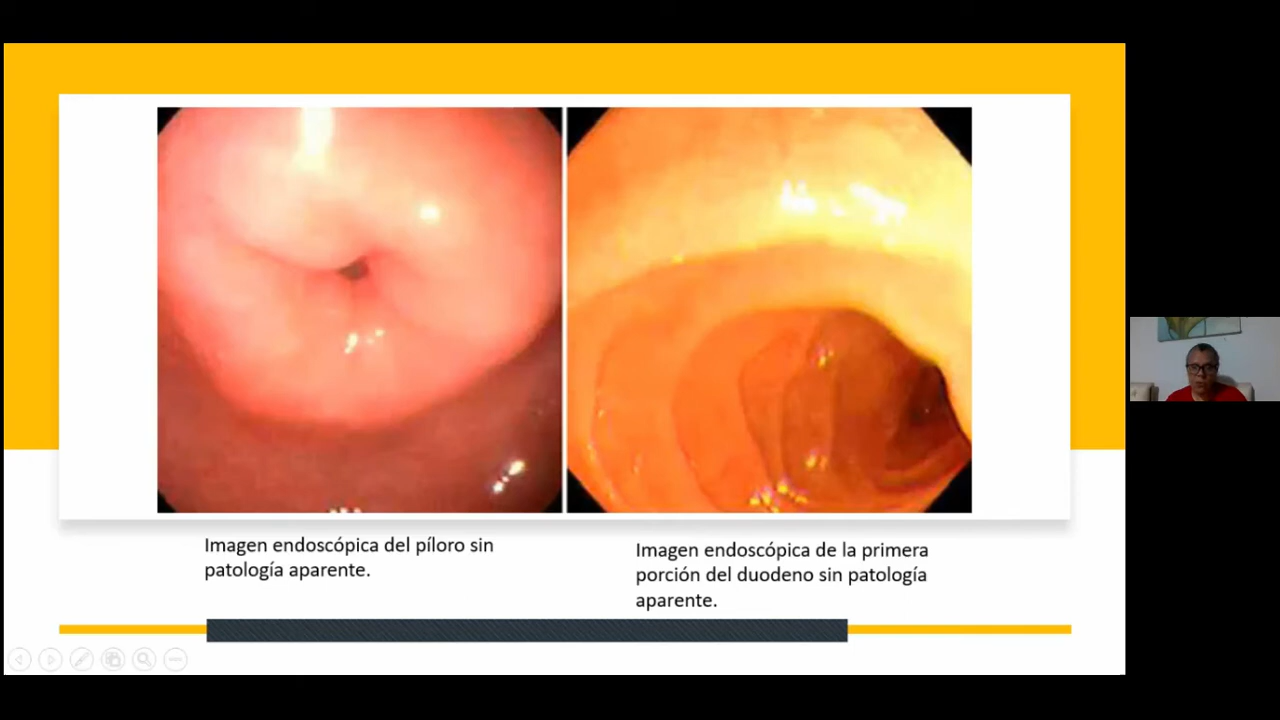 Imagen endoscópica del píloro sin
patología aparente.
Imagen endoscópica de la primera
porción del duodeno sin patología
aparente.